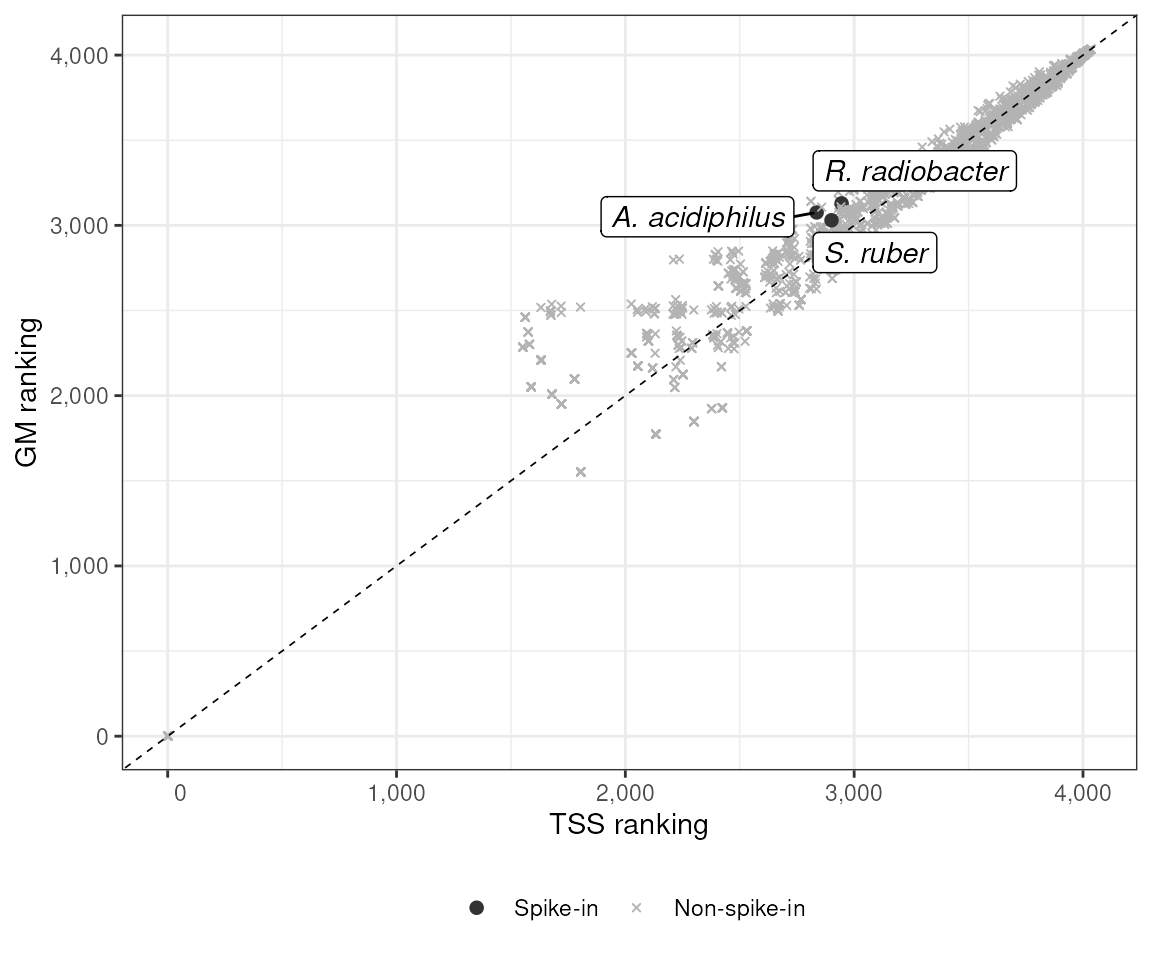 GM ranking
4,000
3,000
2,000
1,000
0
R. radiobacter
A. acidiphilus
S. ruber
0 1,000 2,000 3,000 4,000
TSS ranking
Spike-in Non-spike-in